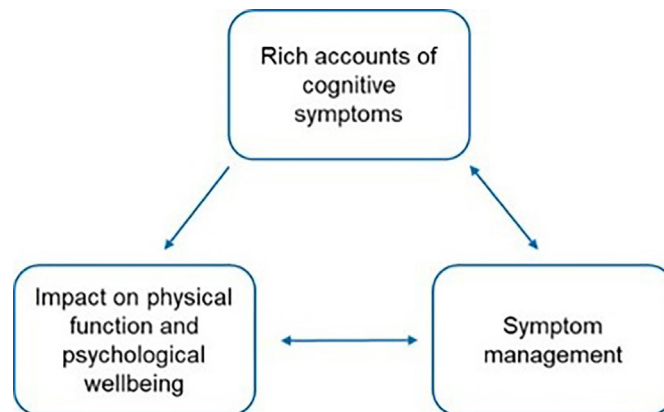 Rich accounts of
cognitive
symptoms
Impact on physical
function and
psychological
wellbeing
Symptom
management